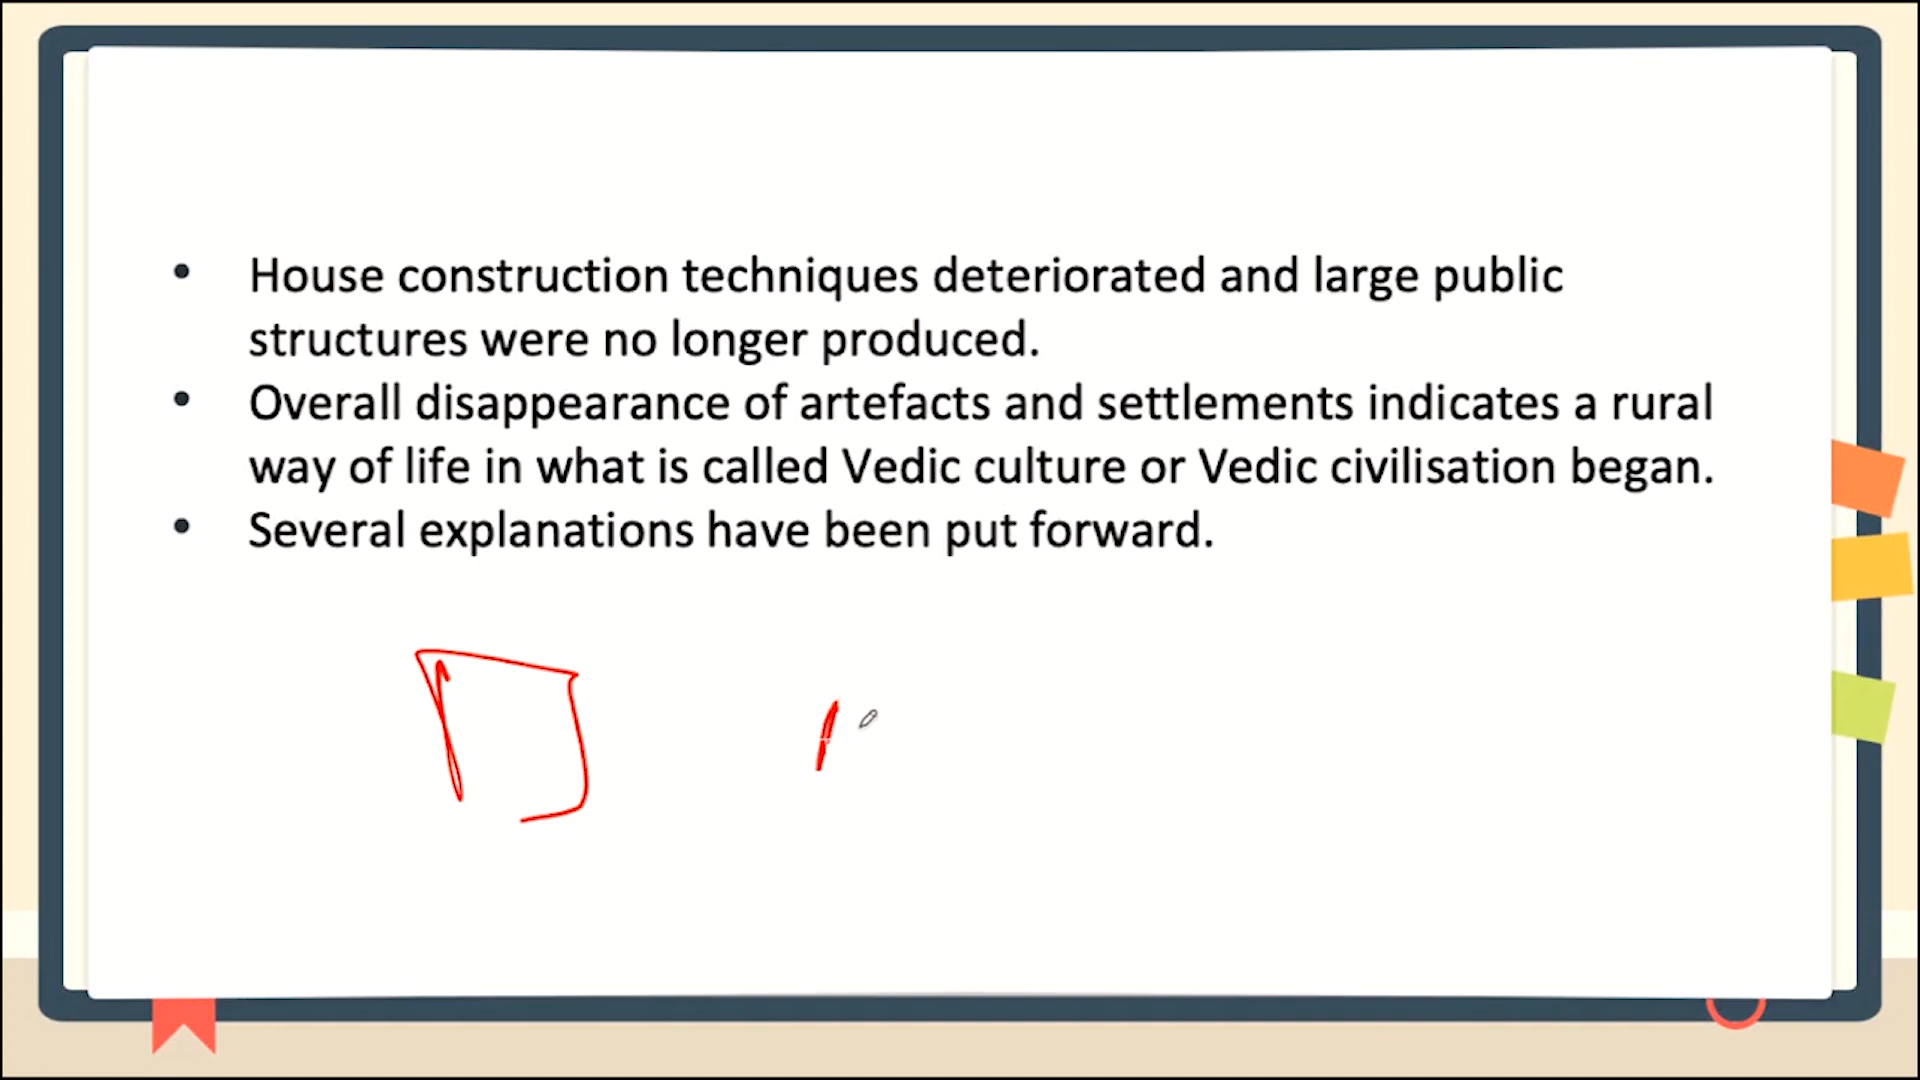 • House construction techniques deteriorated and large public
structures were no longer produced.
• Overall disappearance of artefacts and settlements indicates a rural
way of life in what is called Vedic culture or Vedic civilisation began.
• Several explanations have been put forward.